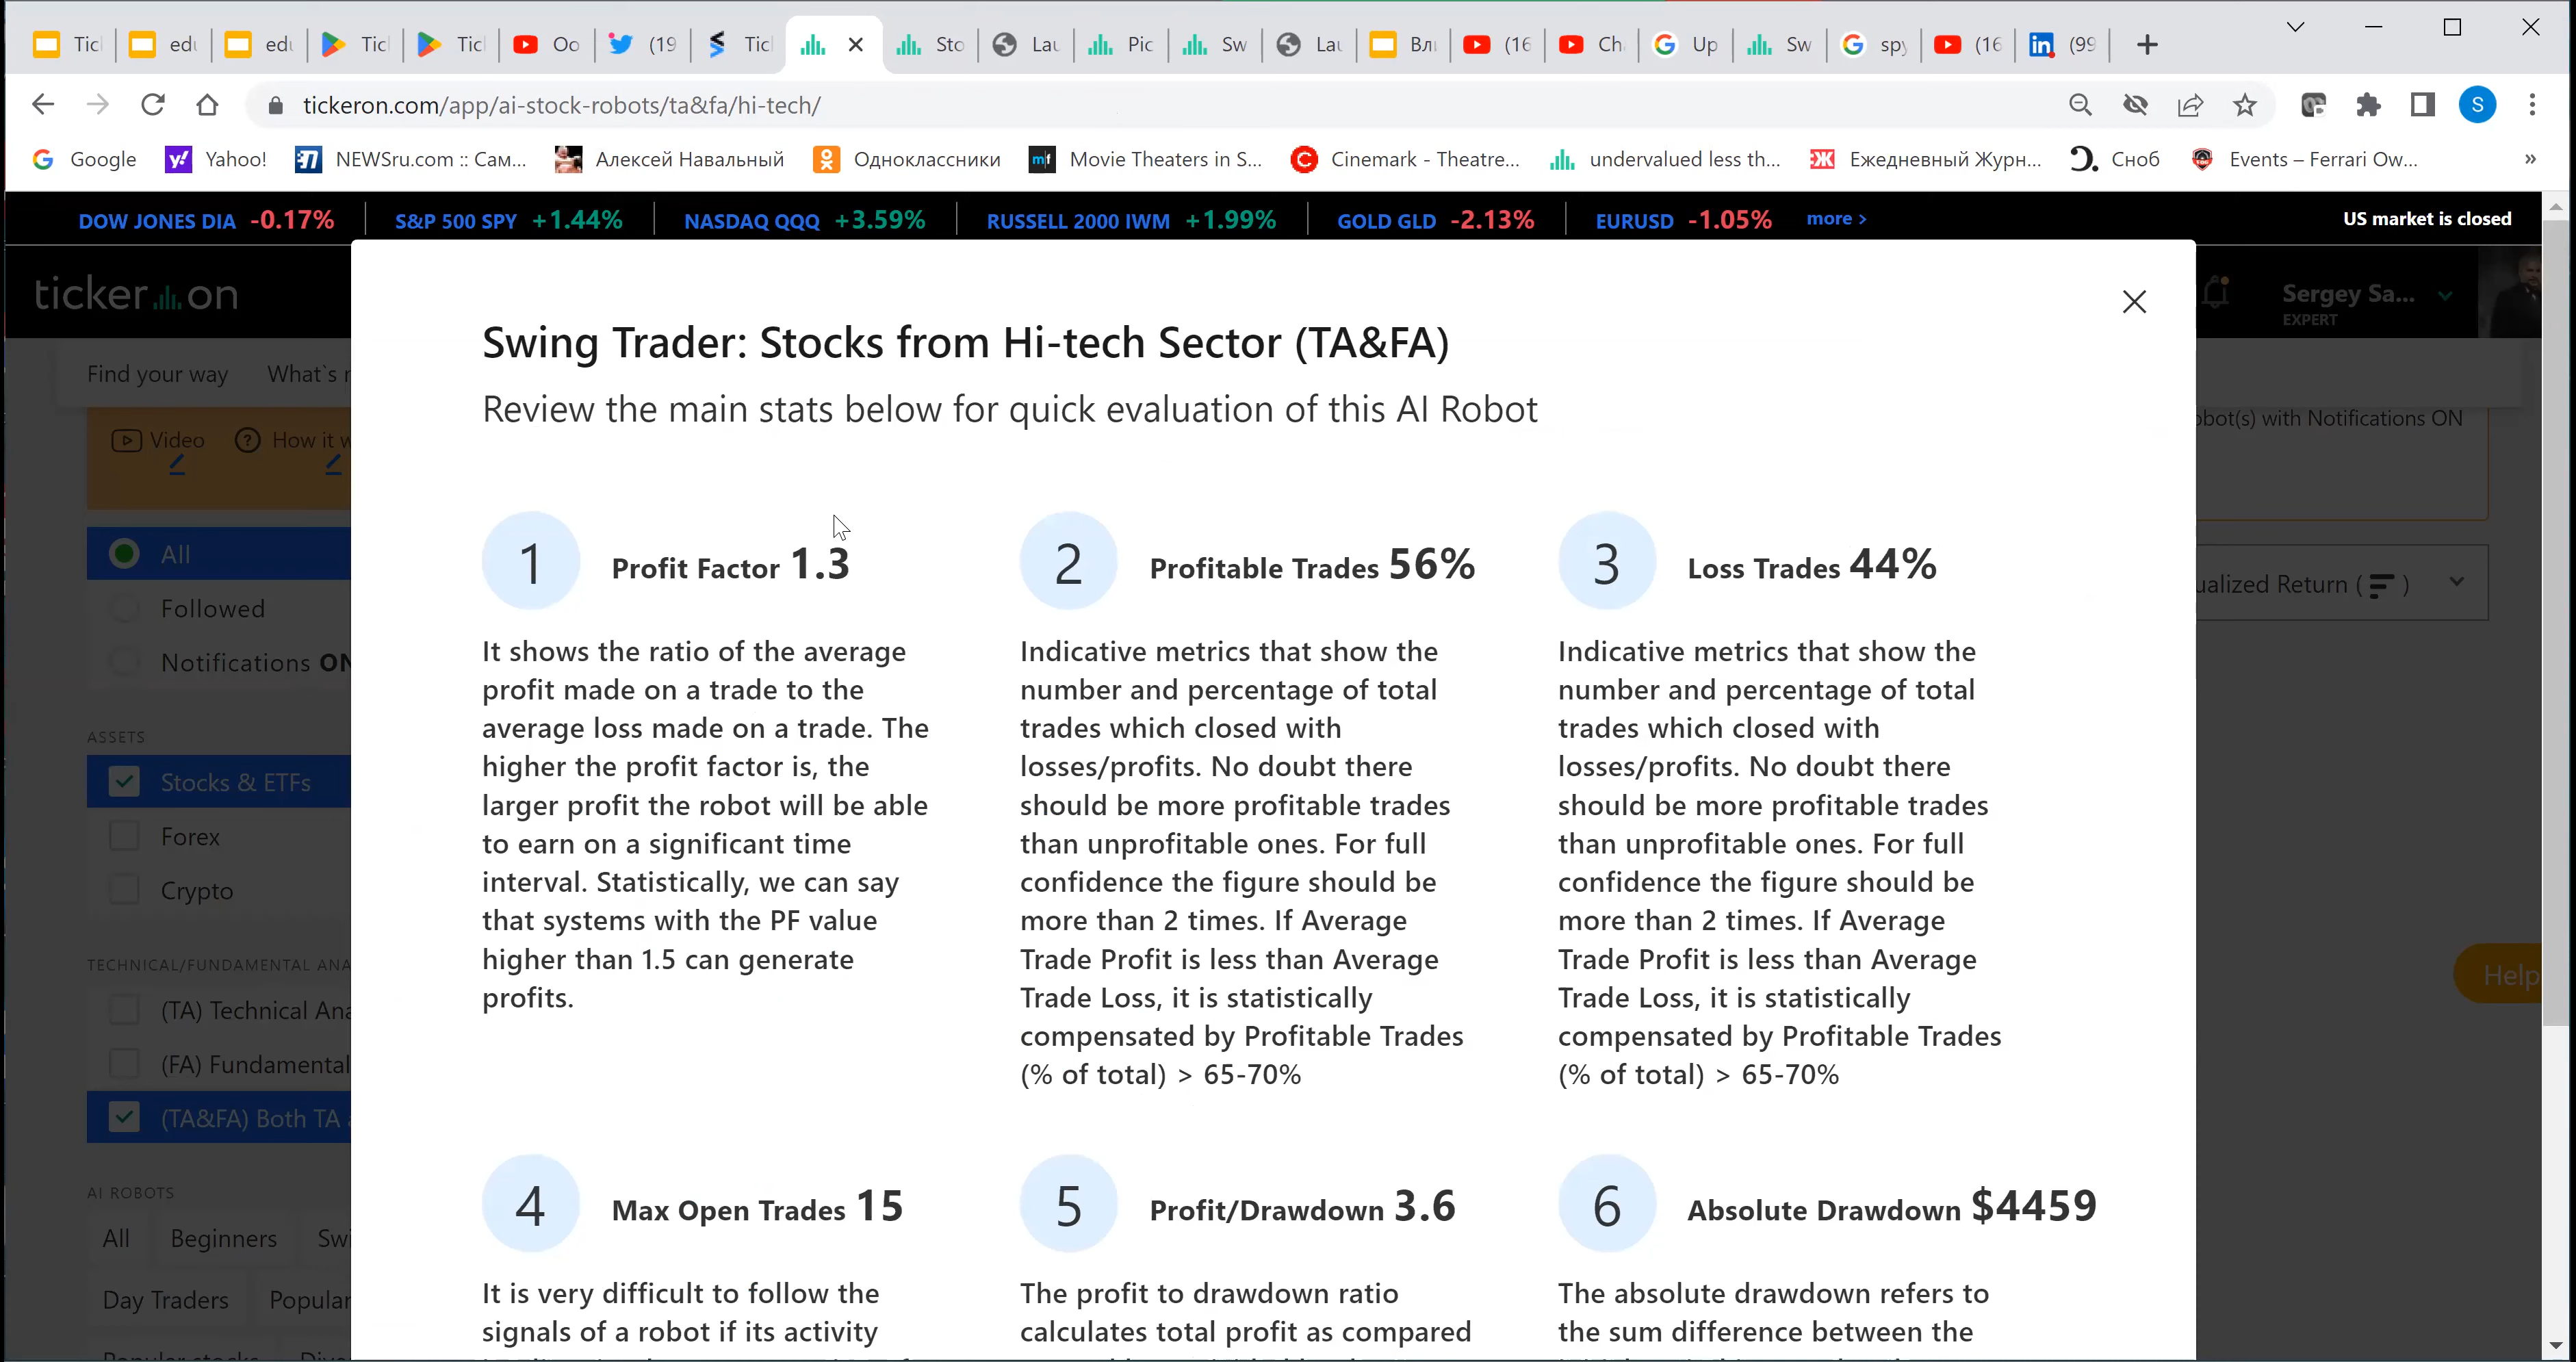 Tic edu edu Tic Tic Oo (19 Tick Sto Lau Pic Sw Lau Вли (16 Ch Up Sw spy (16 (99
tickeron.com/app/ai-stock-robots/ta&fa/hi-tech/ S
Google Yahoo! NEWSru.com :: Сам... Алексей Навальный Одноклассники Movie Theaters in S... Cinemark - Theatre... undervalued less th... Ежедневный Журн... Сноб Events – Ferrari Ow... »
DOW JONES DIA -0.17% S&P 500 SPY +1.44% NASDAQ QQQ +3.59% RUSSELL 2000 IWM +1.99% GOLD GLD -2.13% EURUSD -1.05% more > US market is closed
tickeron
Sergey Sa...
EXPERT
Find your way What`s
Video How it
obot(s) with Notifications ON
All
Followed
Notifications ON
ualized Return ( )
ASSETS
Stocks & ETFs
Forex
Crypto
TECHNICAL/FUNDAMENTAL ANA
(TA) Technical Ana
(FA) Fundamental
(TA&FA) Both TA
AI ROBOTS
All Beginners Swi
Day Traders Popular
Popular stocks Dive
Help
Swing Trader: Stocks from Hi-tech Sector (TA&FA)
Review the main stats below for quick evaluation of this AI Robot
1 Profit Factor 1.3
It shows the ratio of the average
profit made on a trade to the
average loss made on a trade. The
higher the profit factor is, the
larger profit the robot will be able
to earn on a significant time
interval. Statistically, we can say
that systems with the PF value
higher than 1.5 can generate
profits.
2 Profitable Trades 56%
Indicative metrics that show the
number and percentage of total
trades which closed with
losses/profits. No doubt there
should be more profitable trades
than unprofitable ones. For full
confidence the figure should be
more than 2 times. If Average
Trade Profit is less than Average
Trade Loss, it is statistically
compensated by Profitable Trades
(% of total) > 65-70%
3 Loss Trades 44%
Indicative metrics that show the
number and percentage of total
trades which closed with
losses/profits. No doubt there
should be more profitable trades
than unprofitable ones. For full
confidence the figure should be
more than 2 times. If Average
Trade Profit is less than Average
Trade Loss, it is statistically
compensated by Profitable Trades
(% of total) > 65-70%
4 Max Open Trades 15
It is very difficult to follow the
signals of a robot if its activity
5 Profit/Drawdown 3.6
The profit to drawdown ratio
calculates total profit as compared
6 Absolute Drawdown $4459
The absolute drawdown refers to
the sum difference between the